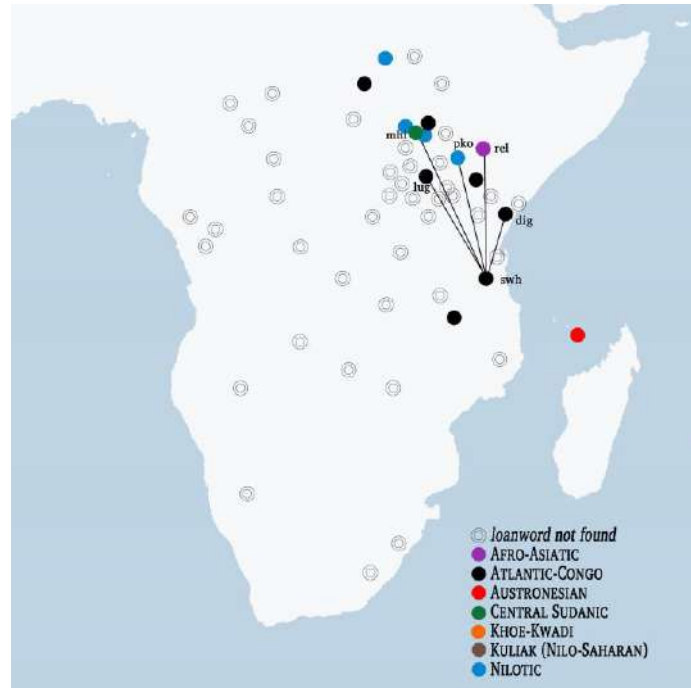 pko
rel
lug
dig
swh
loanword not found
AFRO-ASIATIC
ATLANTIC-CONGO
AUSTRONESIAN
CENTRAL SUDANIC
KHOE-KWADI
KULIAK (NILO-SAHARAN)
NILOTIC